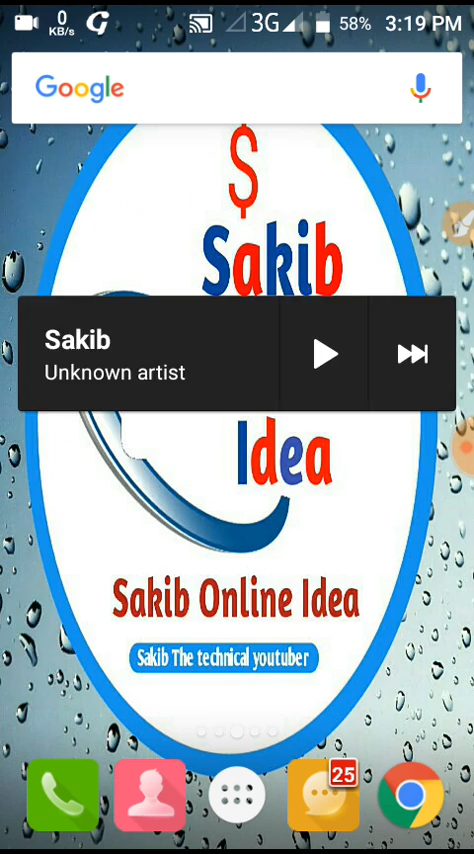 0
KB/s
G
3G
58%
3:19 PM
Google
$
Sakib
Sakib
Unknown artist
Idea
Sakib Online Idea
Sakib The technical youtuber
25